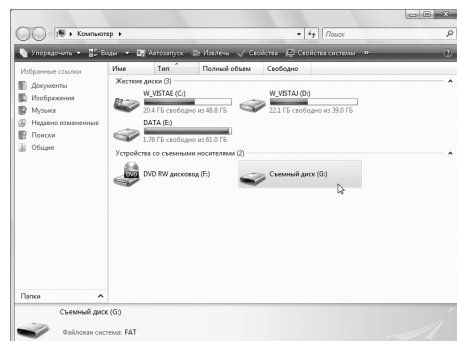 Компьютер
Поиск
Упорядочить Виды Автозапуск Извлечь Свойства Свойства системы »
Избранные ссылки
Документы
Изображения
Музыка
Недавно измененные
Поиски
Общие
Папки
Имя Тип Полный объем Свободно
Жесткие диски (3)
W_VISTAE (C:)
20.4 ГБ свободно из 48.8 ГБ
W_VISTAJ (D:)
22.1 ГБ свободно из 39.0 ГБ
DATA (E:)
1.76 ГБ свободно из 61.0 ГБ
Устройства со съемными носителями (2)
DVD RW дисковод (F:)
Съемный диск (G:)
Съемный диск (G:)
Файловая система: FAT